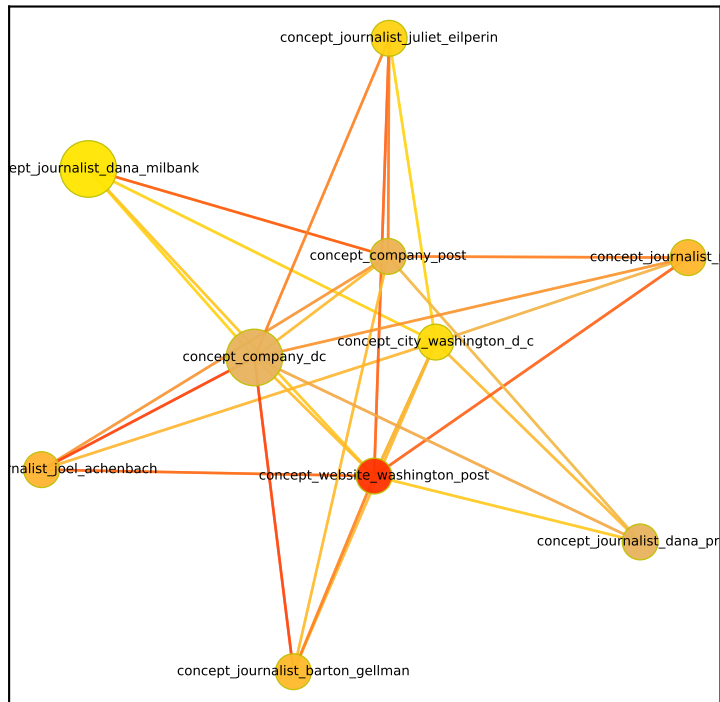 concept_journalist_juliet_eilperin
ept_journalist_dana_milbank
concept_company_post
concept_journalist_
concept_city_washington_d_c
concept_company_dc
rnalist_joel_achenbach
concept_website_washington_post
concept_journalist_dana_pr
concept_journalist_barton_gellman